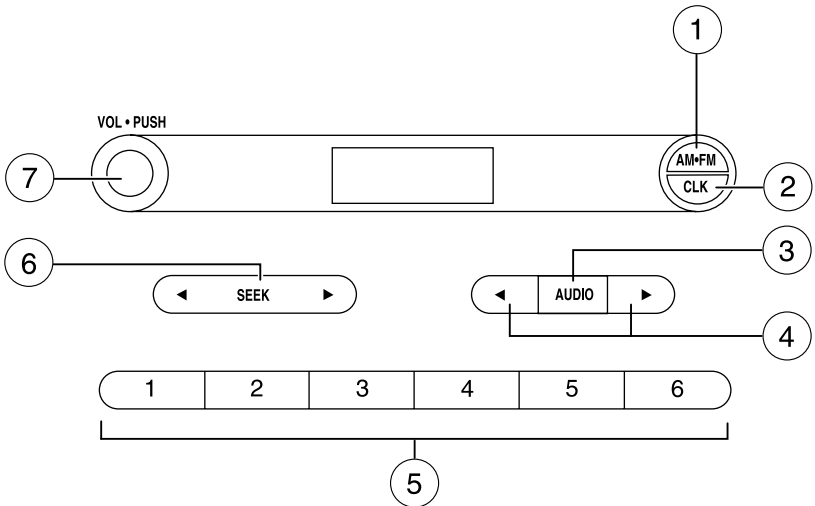 1
VOL • PUSH
AM•FM
7
CLK
2
3
6
◄ SEEK ►
◄ AUDIO ►
4
1 2 3 4 5 6
5